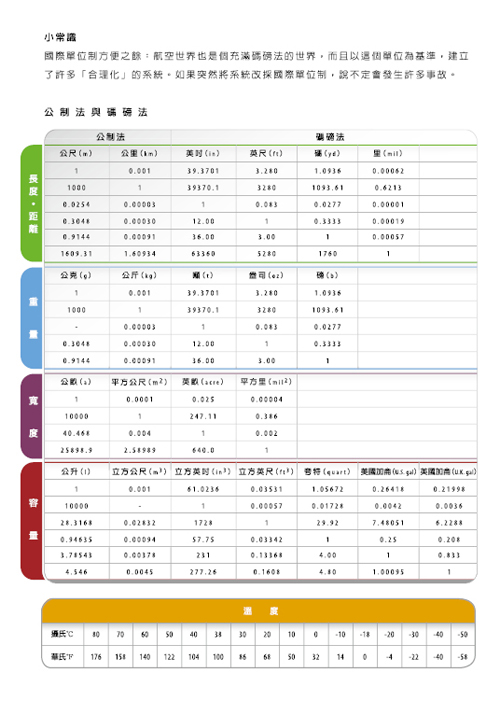 小常識
國際單位制方便之餘：航空世界也是個充滿碼磅法的世界，而且以這個單位為基準，建立
了許多「合理化」的系統。如果突然將系統改採國際單位制，說不定會發生許多事故。
公制法與碼磅法
公制法 碼磅法
長度・距離
公尺(m) 公里(km) 英吋(in) 英尺(ft) 碼(yd) 里(mil)
1 0.001 39.3701 3.280 1.0936 0.00062
1000 1 39370.1 3280 1093.61 0.6213
0.0254 0.00003 1 0.083 0.0277 0.00001
0.3048 0.00030 12.00 1 0.3333 0.00019
0.9144 0.00091 36.00 3.00 1 0.00057
1609.31 1.60934 63360 5280 1760 1
重量
公克(g) 公斤(kg) 噸(t) 盎司(oz) 磅(b)
1 0.001 39.3701 3.280 1.0936
1000 1 39370.1 3280 1093.61
- 0.00003 1 0.083 0.0277
0.3048 0.00030 12.00 1 0.3333
0.9144 0.00091 36.00 3.00 1
寬度
公畝(a) 平方公尺(m²) 英畝(acre) 平方里(mil²)
1 0.0001 0.025 0.00004
10000 1 247.11 0.386
40.468 0.004 1 0.002
25898.9 2.58989 640.0 1
容量
公升(l) 立方公尺(m³) 立方英吋(in³) 立方英尺(ft³) 夸特(quart) 美國加侖(U.S. gal) 英國加侖(U.K. gal)
1 0.001 61.0236 0.03531 1.05672 0.26418 0.21998
10000 - 1 0.00057 0.01728 0.0042 0.0036
28.3168 0.02832 1728 1 29.92 7.48051 6.2288
0.94635 0.00094 57.75 0.03342 1 0.25 0.208
3.78543 0.00378 231 0.13368 4.00 1 0.833
4.546 0.0045 277.26 0.1608 4.80 1.00095 1
溫度
攝氏℃ 80 70 60 50 40 38 30 20 10 0 -10 -18 -20 -30 -40 -50
華氏℉ 176 158 140 122 104 100 86 68 50 32 14 0 -4 -22 -40 -58